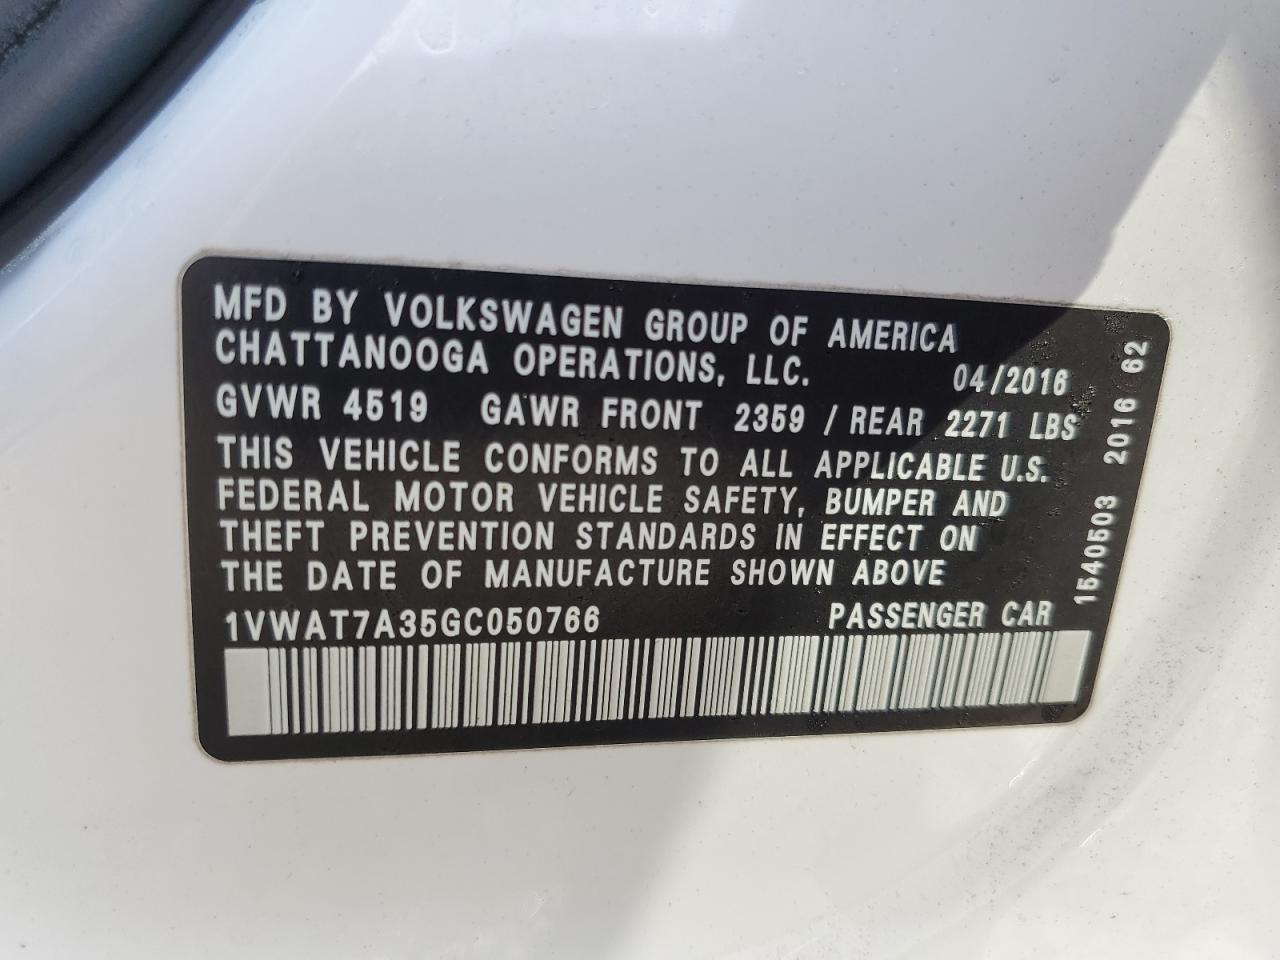 MFD BY VOLKSWAGEN GROUP OF AMERICA
CHATTANOOGA OPERATIONS, LLC. 04/2016
GVWR 4519 GAWR FRONT 2359 / REAR 2271 LBS
THIS VEHICLE CONFORMS TO ALL APPLICABLE U.S.
FEDERAL MOTOR VEHICLE SAFETY, BUMPER AND
THEFT PREVENTION STANDARDS IN EFFECT ON
THE DATE OF MANUFACTURE SHOWN ABOVE
1VWAT7A35GC050766 PASSENGER CAR
1540503 2016 62